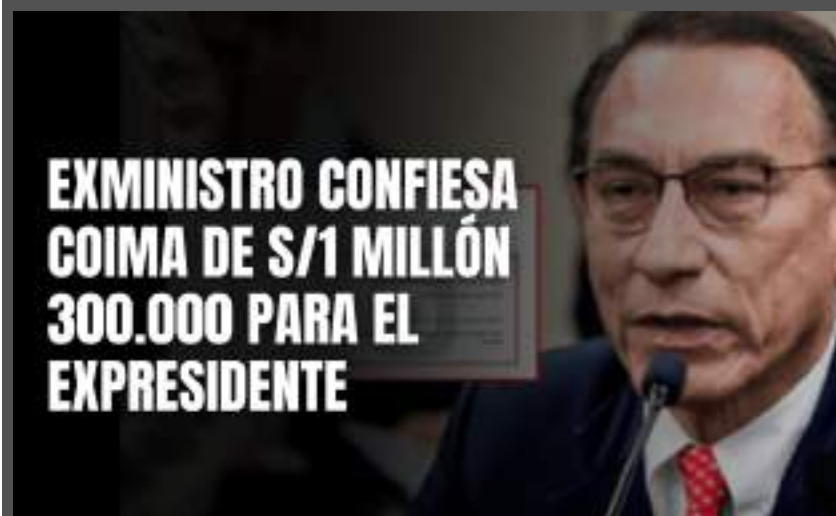 EXMINISTRO CONFIESA
COIMA DE S/1 MILLÓN
300.000 PARA EL
EXPRESIDENTE